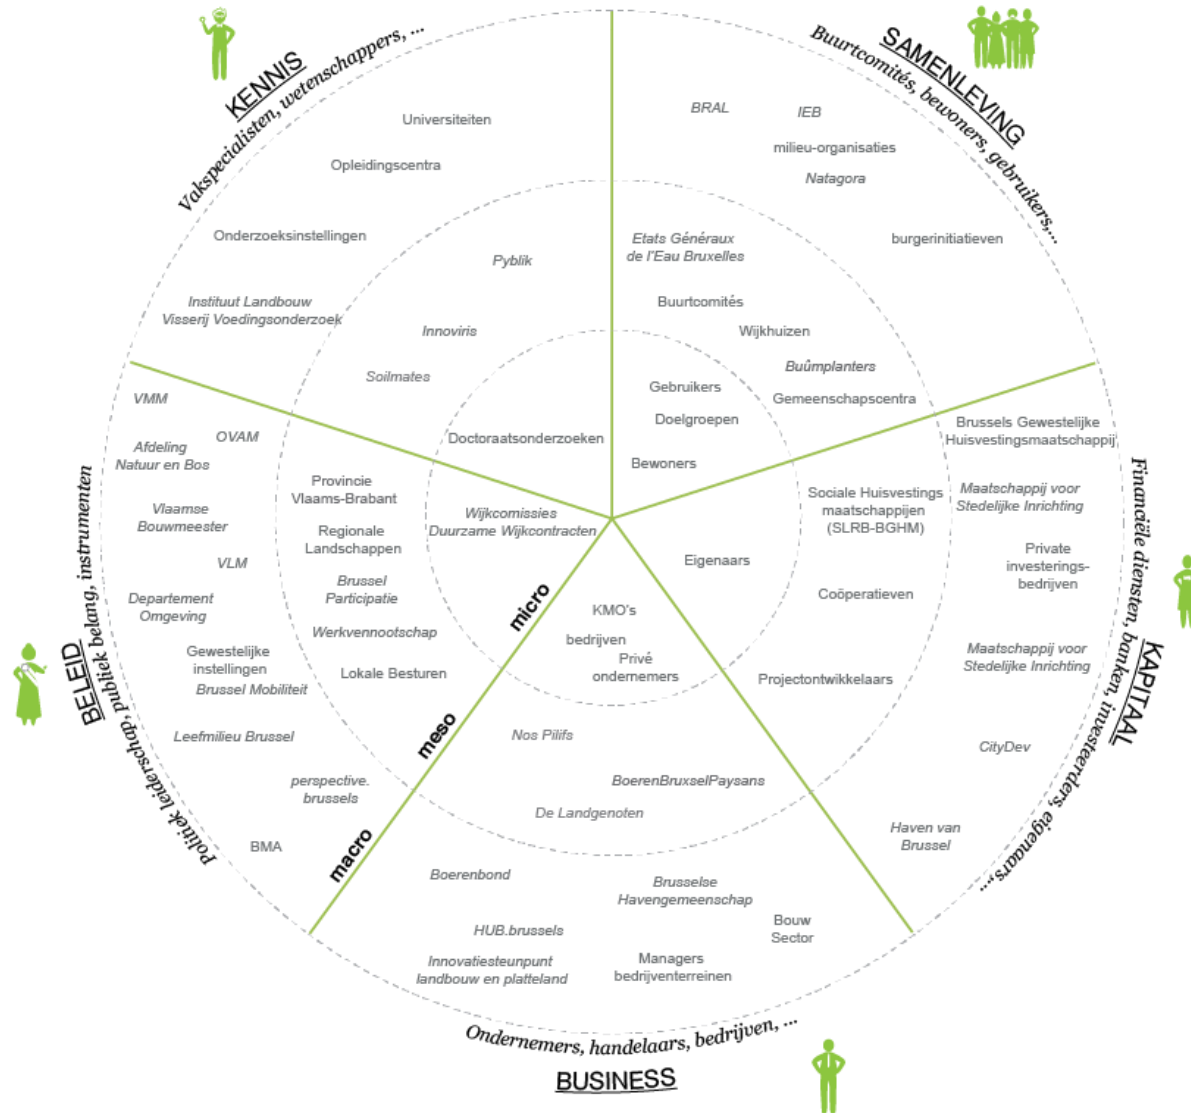 KENNIS
Vakspecialisten, wetenschappers, ...
Universiteiten
Opleidingscentra
Onderzoeksinstellingen
Instituut Landbouw
Visserij Voedingsonderzoek
Pyblik
Innoviris
Soilmates
Doctoraatsonderzoeken
SAMENLEVING
Buurtcomités, bewoners, gebruikers,...
BRAL
IEB
milieu-organisaties
Natagora
burgerinitiatieven
Etats Généraux
de l'Eau Bruxelles
Buurtcomités
Wijkhuizen
Buûmplanters
Gemeenschapscentra
Gebruikers
Doelgroepen
Bewoners
KAPITAAL
Financiële diensten, banken, investeerders, eigenaars,...
Brussels Gewestelijke
Huisvestingsmaatschappij
Maatschappij voor
Stedelijke Inrichting
Private
investerings-
bedrijven
Maatschappij voor
Stedelijke Inrichting
CityDev
Haven van
Brussel
Sociale Huisvestings
maatschappijen
(SLRB-BGHM)
Coöperatieven
Projectontwikkelaars
Eigenaars
BUSINESS
Ondernemers, handelaars, bedrijven, ...
KMO's
bedrijven
Privé
ondernemers
Nos Pilifs
BoerenBruxselPaysans
De Landgenoten
Boerenbond
Brusselse
Havengemeenschap
HUB.brussels
Bouw
Sector
Innovatiesteunpunt
landbouw en platteland
Managers
bedrijventerreinen
BELEID
Politiek leiderschap, publiek belang, instrumenten
VMM
OVAM
Afdeling
Natuur en Bos
Vlaamse
Bouwmeester
VLM
Departement
Omgeving
Gewestelijke
instellingen
Brussel Mobiliteit
Leefmilieu Brussel
perspective.
brussels
BMA
Provincie
Vlaams-Brabant
Regionale
Landschappen
Brussel
Participatie
Werkvennootschap
Lokale Besturen
Wijkcomissies
Duurzame Wijkcontracten
micro
meso
macro